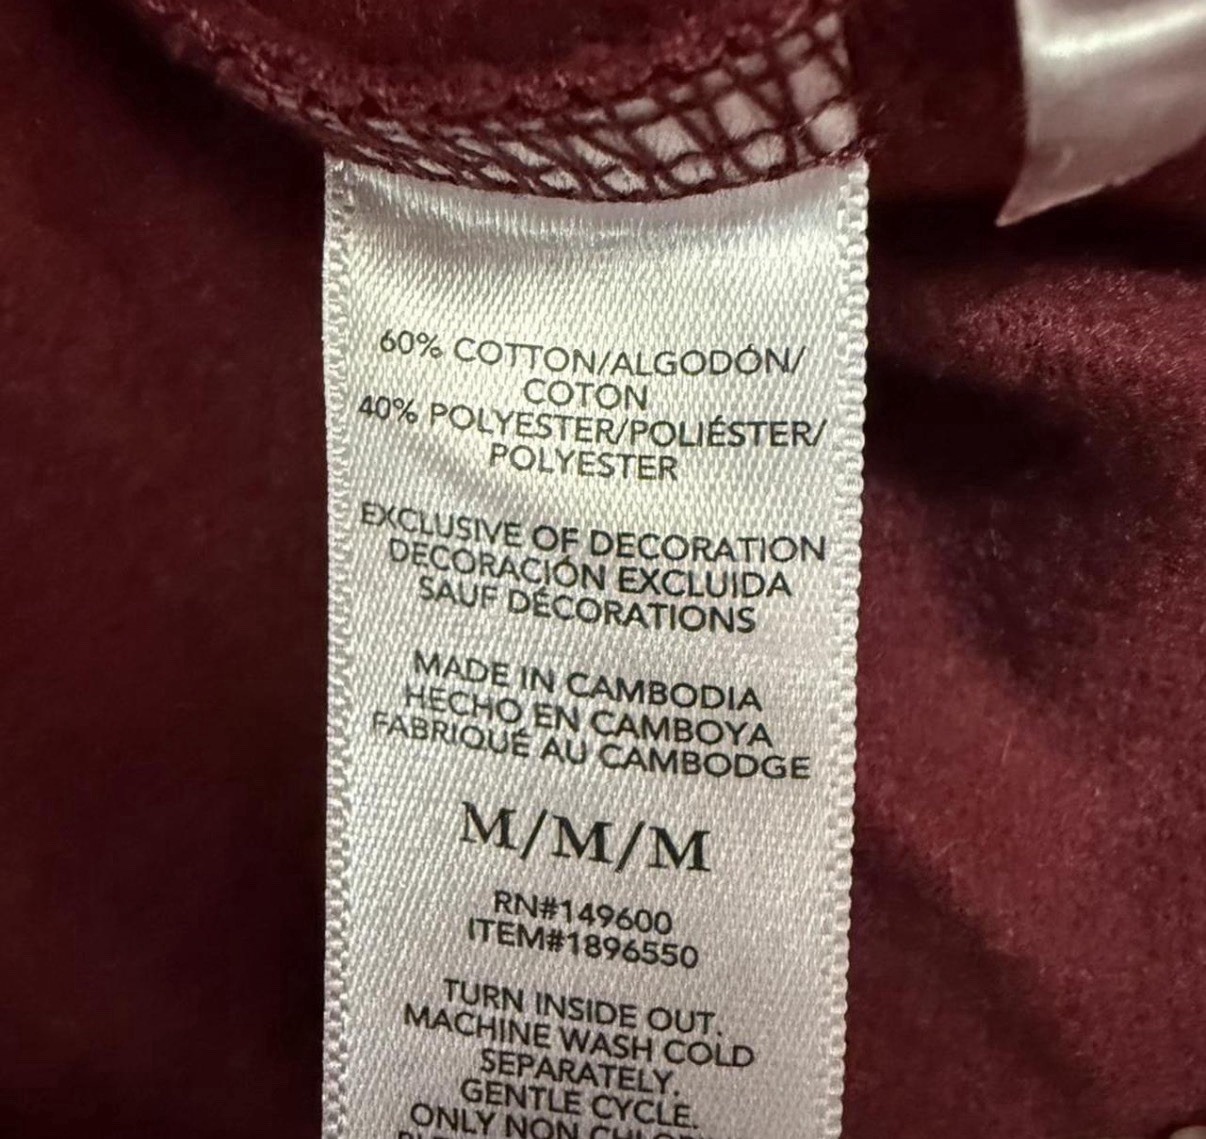 60% COTTON/ALGODÓN/
COTON
40% POLYESTER/POLIÉSTER/
POLYESTER
EXCLUSIVE OF DECORATION
DECORACIÓN EXCLUIDA
SAUF DÉCORATIONS
MADE IN CAMBODIA
HECHO EN CAMBOYA
FABRIQUÉ AU CAMBODGE
M/M/M
RN#149600
ITEM#1896550
TURN INSIDE OUT.
MACHINE WASH COLD
SEPARATELY.
GENTLE CYCLE.
ONLY NON